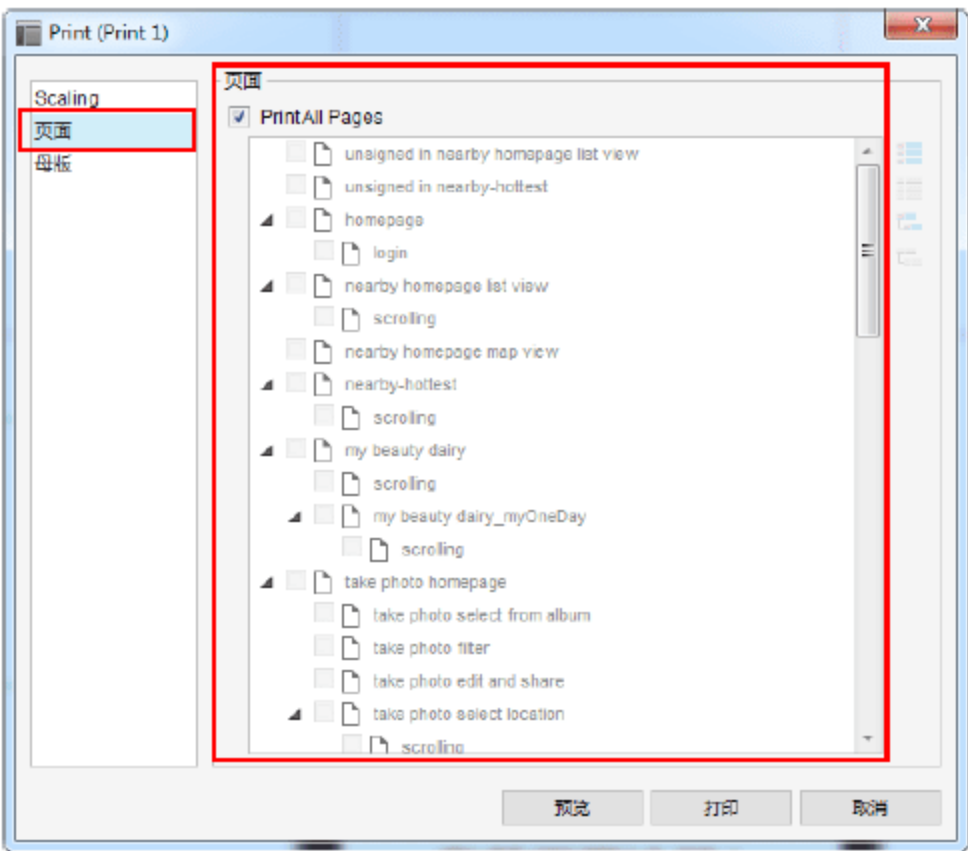 Print (Print 1)
Scaling
页面
母版
页面
Print All Pages
unsigned in nearby homepage list view
unsigned in nearby-hottest
homepage
login
nearby homepage list view
scrolling
nearby homepage map view
nearby-hottest
scrolling
my beauty dairy
scrolling
my beauty dairy_myOneDay
scrolling
take photo homepage
take photo select from album
take photo filter
take photo edit and share
take photo select location
scrolling
预览
打印
取消